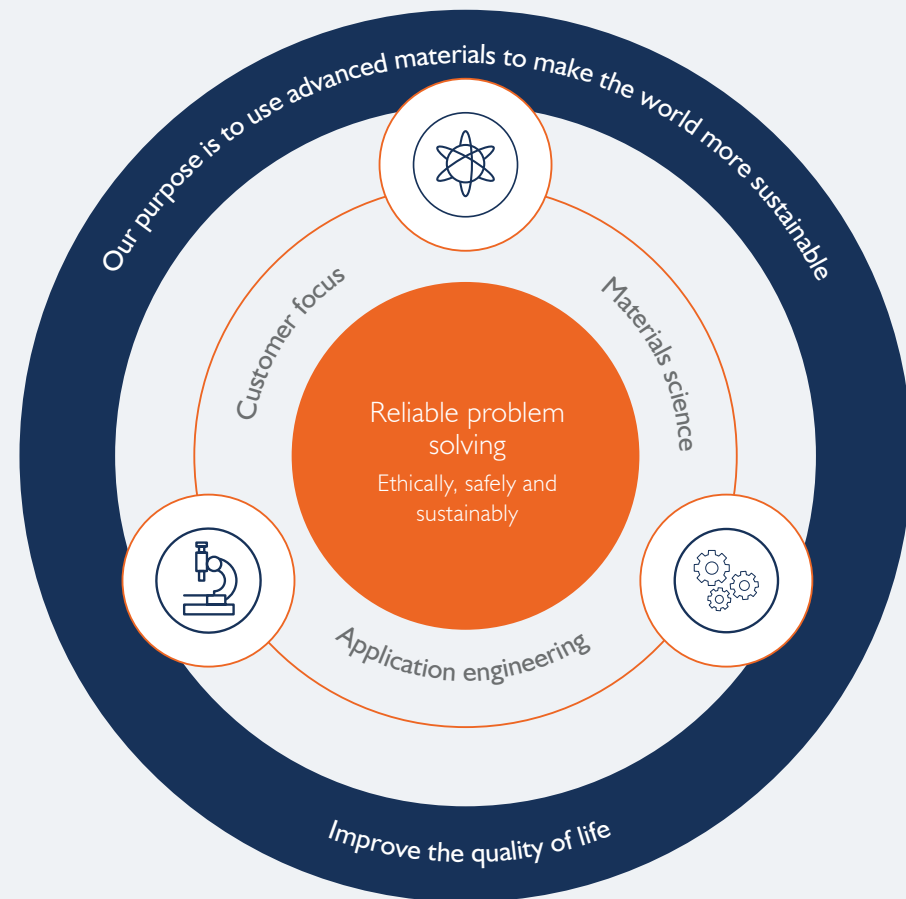 Our purpose is to use advanced materials to make the world more sustainable
Customer focus
Materials science
Reliable problem
solving
Ethically, safely and
sustainably
Application engineering
Improve the quality of life